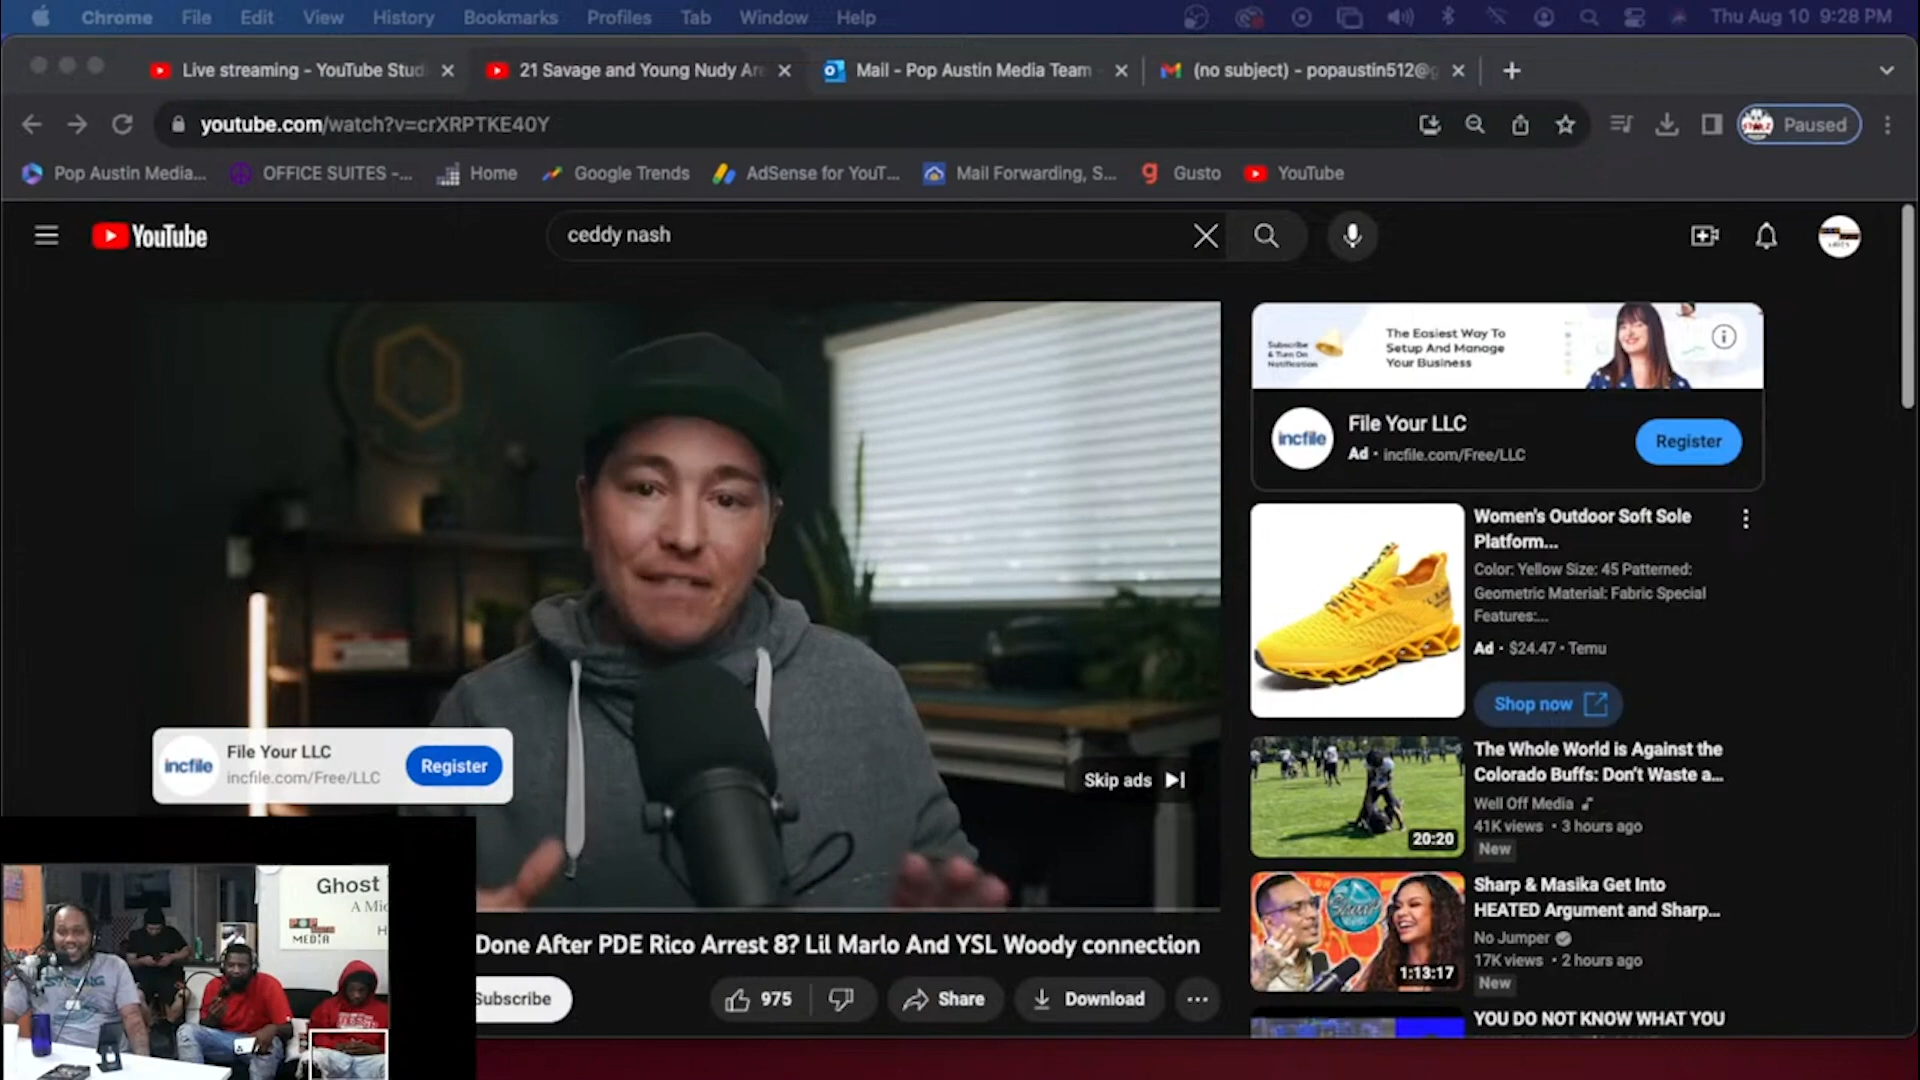 Chrome File Edit View History Bookmarks Profiles Tab Window Help Thu Aug 10 9:28 PM
Live streaming - YouTube Stud
21 Savage and Young Nudy Are
Mail - Pop Austin Media Team -
(no subject) - popaustin512@g
youtube.com/watch?v=crXRPTKE40Y
Paused
Pop Austin Media...
OFFICE SUITES -...
Home
Google Trends
AdSense for YouT...
Mail Forwarding, S...
Gusto
YouTube
YouTube
ceddy nash
Subscribe
& Turn On
Notification
The Easiest Way To
Setup And Manage
Your Business
incfile
File Your LLC
Ad · incfile.com/Free/LLC
Register
Women's Outdoor Soft Sole
Platform...
Color: Yellow Size: 45 Patterned:
Geometric Material: Fabric Special
Features:...
Ad · $24.47 · Temu
Shop now
incfile
File Your LLC
incfile.com/Free/LLC
Register
Skip ads
20:20
The Whole World is Against the
Colorado Buffs: Don't Waste a...
Well Off Media
41K views · 3 hours ago
New
1:13:17
Sharp & Masika Get Into
HEATED Argument and Sharp...
No Jumper
17K views · 2 hours ago
New
YOU DO NOT KNOW WHAT YOU
Done After PDE Rico Arrest 8? Lil Marlo And YSL Woody connection
Subscribe
975
Share
Download
Ghost
A Mic
MEDIA